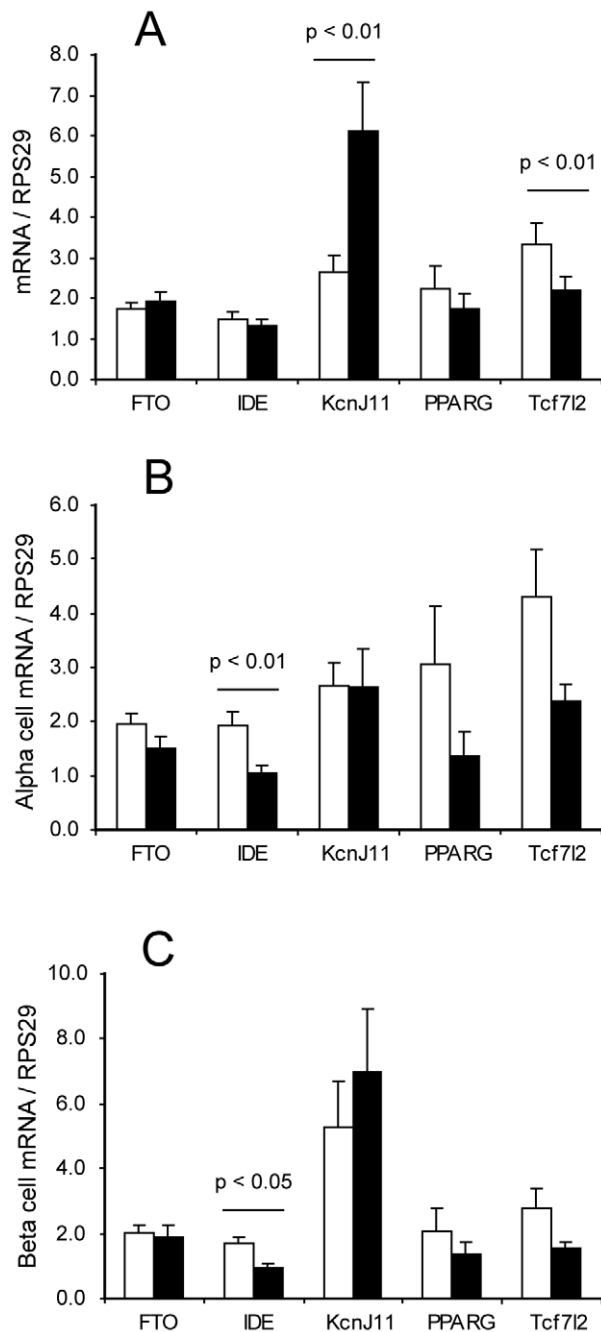 A
p < 0.01
8.0
7.0
6.0
5.0
4.0
3.0
2.0
1.0
0.0
mRNA / RPS29
p < 0.01
FTO IDE KcnJ11 PPARG Tcf7l2
B
6.0
5.0
4.0
3.0
2.0
1.0
0.0
Alpha cell mRNA / RPS29
p < 0.01
FTO IDE KcnJ11 PPARG Tcf7l2
C
10.0
8.0
6.0
4.0
2.0
0.0
Beta cell mRNA / RPS29
p < 0.05
FTO IDE KcnJ11 PPARG Tcf7l2